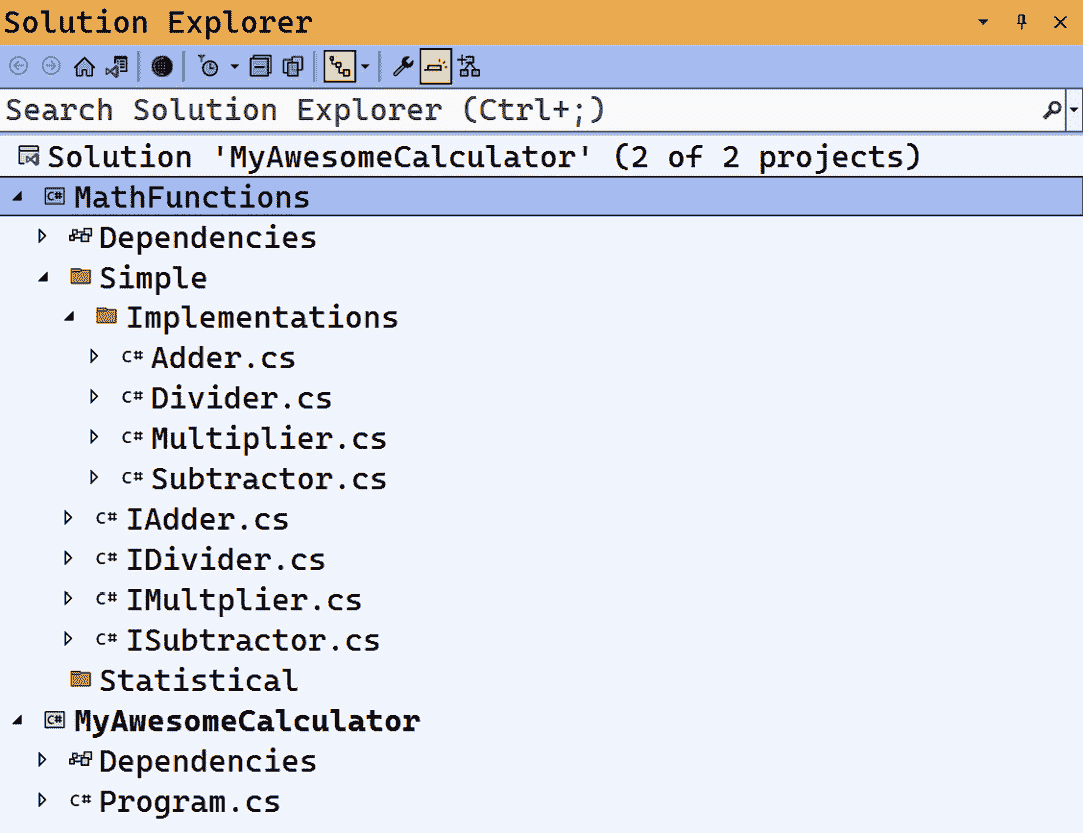 Solution Explorer
Search Solution Explorer (Ctrl+;)
Solution 'MyAwesomeCalculator' (2 of 2 projects)
C# MathFunctions
Dependencies
Simple
Implementations
C# Adder.cs
C# Divider.cs
C# Multiplier.cs
C# Subtractor.cs
C# IAdder.cs
C# IDivider.cs
C# IMultplier.cs
C# ISubtractor.cs
Statistical
C# MyAwesomeCalculator
Dependencies
C# Program.cs